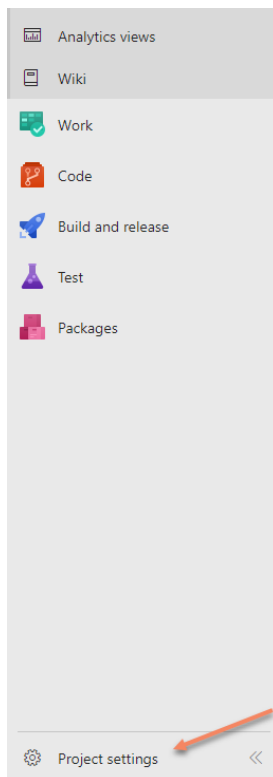 Analytics views
Wiki
Work
Code
Build and release
Test
Packages
Project settings